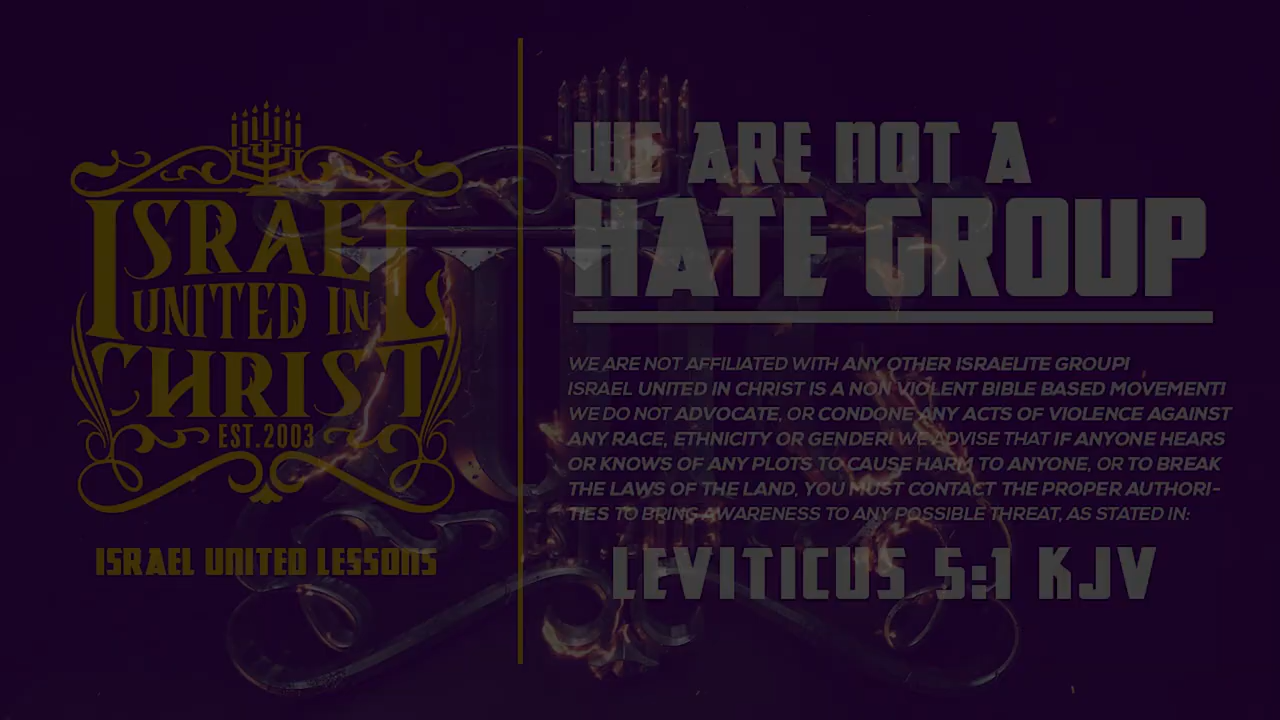 ISRAEL
UNITED IN
CHRIST
EST.2003
ISRAEL UNITED LESSONS
WE ARE NOT A
HATE GROUP
WE ARE NOT AFFILIATED WITH ANY OTHER ISRAELITE GROUP!
ISRAEL UNITED IN CHRIST IS A NON VIOLENT BIBLE BASED MOVEMENT!
WE DO NOT ADVOCATE, OR CONDONE ANY ACTS OF VIOLENCE AGAINST
ANY RACE, ETHNICITY OR GENDER! WE ADVISE THAT IF ANYONE HEARS
OR KNOWS OF ANY PLOTS TO CAUSE HARM TO ANYONE, OR TO BREAK
THE LAWS OF THE LAND, YOU MUST CONTACT THE PROPER AUTHORI-
TIES TO BRING AWARENESS TO ANY POSSIBLE THREAT, AS STATED IN:
LEVITICUS 5:1 KJV